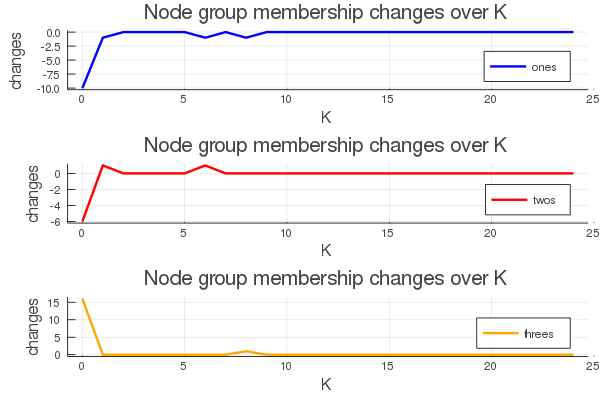 Node group membership changes over K
changes
0.0
-2.5
-5.0
-7.5
-10.0
ones
0 5 10 15 20 25
K
Node group membership changes over K
changes
0
-2
-4
-6
twos
0 5 10 15 20 25
K
Node group membership changes over K
changes
15
10
5
0
threes
0 5 10 15 20 25
K